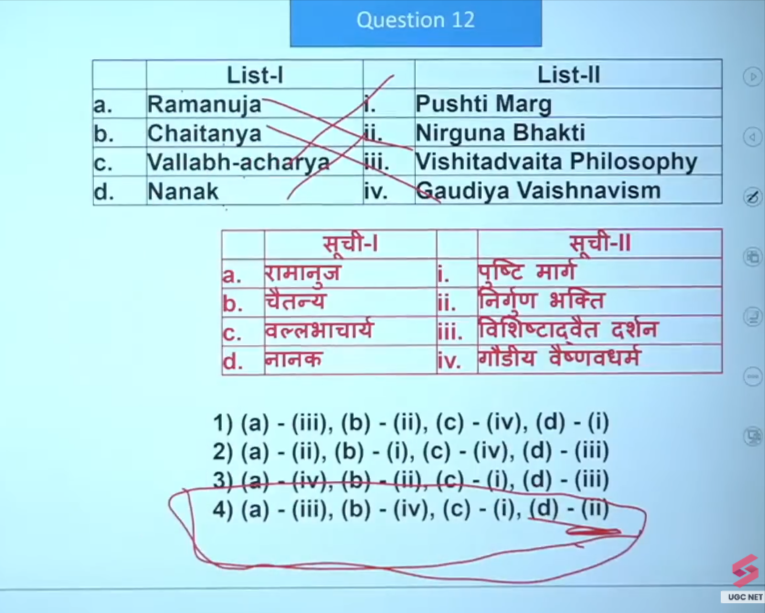 Question 12
List-I List-II
a. Ramanuja i. Pushti Marg
b. Chaitanya ii. Nirguna Bhakti
c. Vallabh-acharya iii. Vishitadvaita Philosophy
d. Nanak iv. Gaudiya Vaishnavism
सूची-I सूची-II
a. रामानुज i. पुष्टि मार्ग
b. चैतन्य ii. निर्गुण भक्ति
c. वल्लभाचार्य iii. विशिष्टाद्वैत दर्शन
d. नानक iv. गौडीय वैष्णवधर्म
1) (a) - (iii), (b) - (ii), (c) - (iv), (d) - (i)
2) (a) - (ii), (b) - (i), (c) - (iv), (d) - (iii)
3) (a) - (iv), (b) - (ii), (c) - (i), (d) - (iii)
4) (a) - (iii), (b) - (iv), (c) - (i), (d) - (ii)
UGC NET